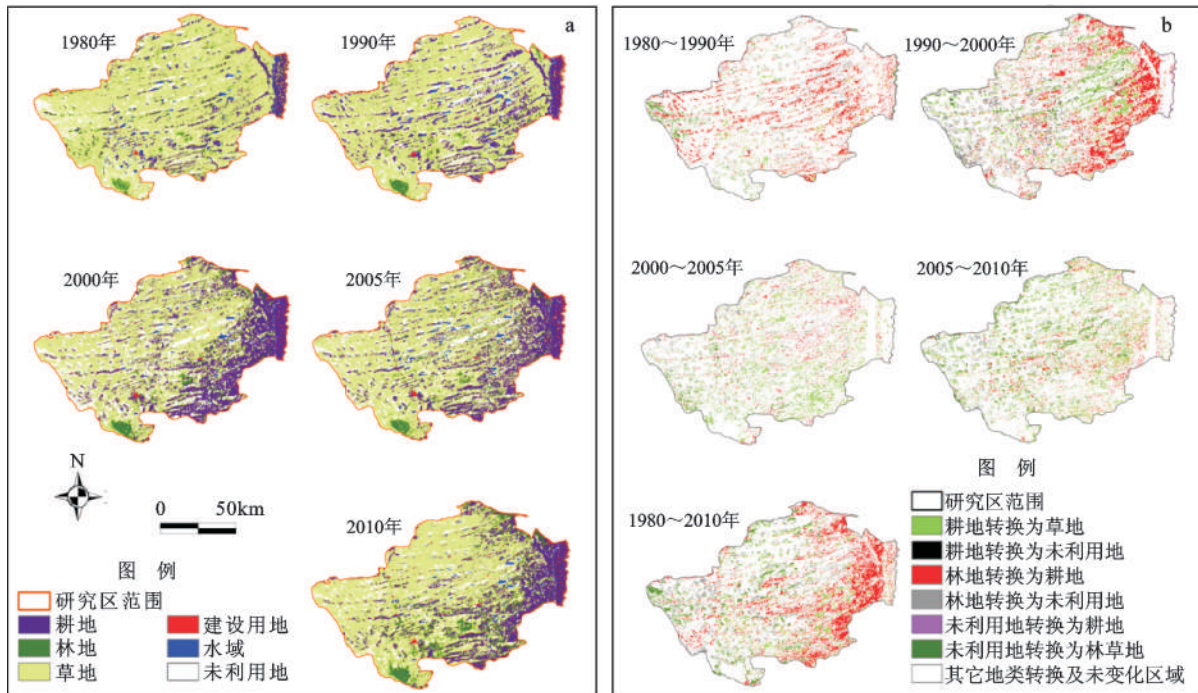 a
1980年
1990年
2000年
2005年
N
0 50km
2010年
图 例
研究区范围
耕地
林地
草地
建设用地
水域
未利用地
b
1980～1990年
1990～2000年
2000～2005年
2005～2010年
1980～2010年
图 例
研究区范围
耕地转换为草地
耕地转换为未利用地
林地转换为耕地
林地转换为未利用地
未利用地转换为耕地
未利用地转换为林草地
其它地类转换及未变化区域